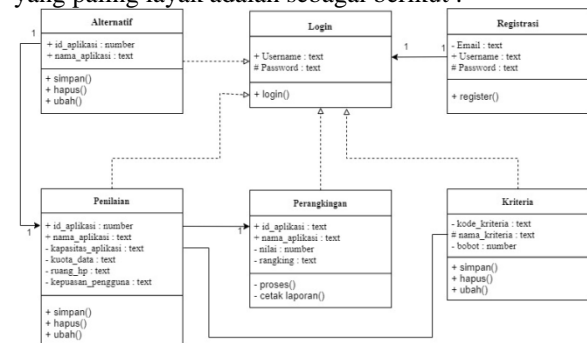 yang paling layak adalah sebagai berikut :
Alternatif
+ id_aplikasi : number
+ nama_aplikasi : text
+ simpan()
+ hapus()
+ ubah()
Login
+ Username : text
# Password : text
+ login()
Registrasi
- Email : text
+ Username : text
# Password : text
+ register()
1
1
1
Penilaian
+ id_aplikasi : number
+ nama_aplikasi : text
- kapasitas_aplikasi : text
- kuota_data : text
- ruang_hp : text
- kepuasan_pengguna : text
+ simpan()
+ hapus()
+ ubah()
Perangkingan
+ id_aplikasi : text
+ nama_aplikasi : text
- nilai : number
- rangking : text
- proses()
- cetak laporan()
Kriteria
- kode_kriteria : text
# nama_kriteria : text
- bobot : number
+ simpan()
+ hapus()
+ ubah()
1
1